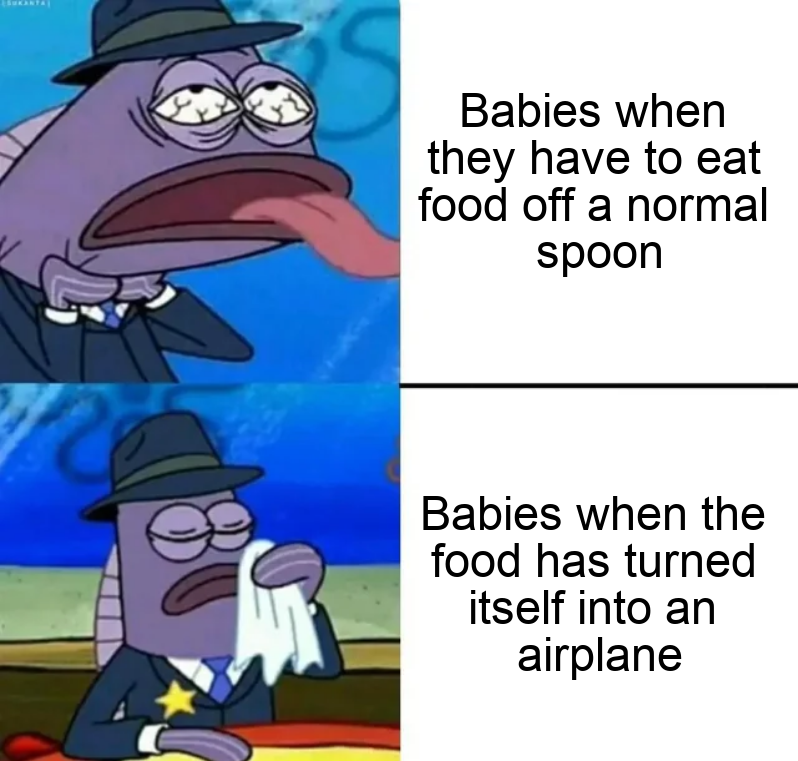 (SUKANTA)
Babies when
they have to eat
food off a normal
spoon
Babies when the
food has turned
itself into an
airplane